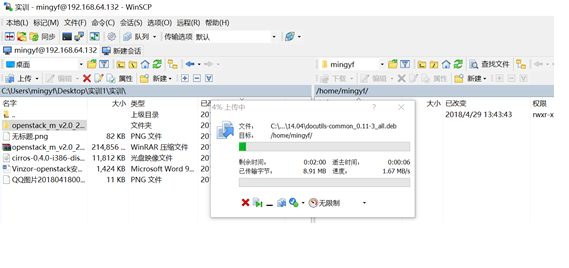 实训 - mingyf@192.168.64.132 - WinSCP
本地(L) 标记(M) 文件(F) 命令(C) 会话(S) 选项(O) 远程(R) 帮助(H)
同步 队列 传输选项 默认
mingyf@192.168.64.132 新建会话
桌面 mingyf 查找文件
上传 编辑 属性 新建 下载 编辑 属性 新建
C:\Users\mingyf\Desktop\实训1\实训\ /home/mingyf/
名字 大小 类型 已改变 权限
.. 上级目录 2018/4/29 13:43:43 rwxr-x
openstack_m_v2.0_2... 文件夹
无标题.png 82 KB PNG 文件
openstack_m_v2.0_2... 214,856 ... WinRAR 压缩文件
cirros-0.4.0-i386-dis... 11,812 KB 光盘映像文件
Vinzor-openstack安... 1,424 KB Microsoft Word 9...
QQ图片2018041800... 11 KB PNG 文件
4% 上传中
文件: C:\...\14.04\docutils-common_0.11-3_all.deb
目标: /home/mingyf/
剩余时间: 0:02:00 逝去时间: 0:00:06
已传输字节: 8.91 MB 速度: 1.67 MB/s
无限制